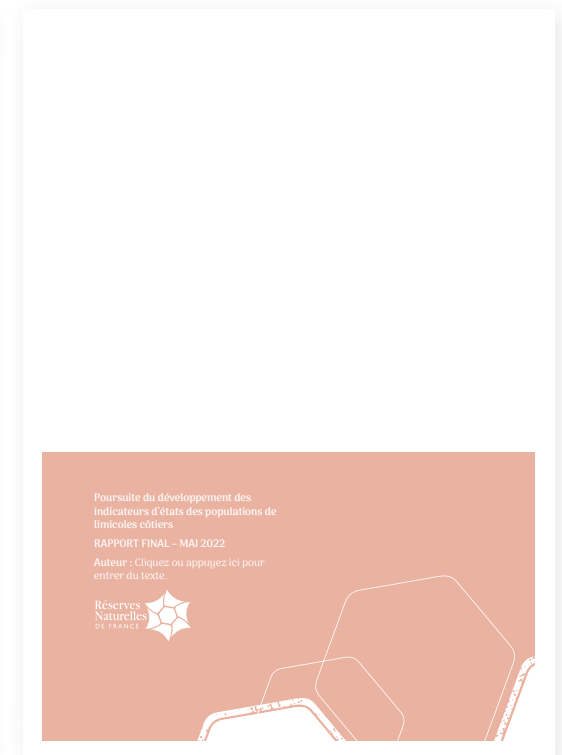 Poursuite du développement des
indicateurs d'états des populations de
limicoles côtiers
RAPPORT FINAL – MAI 2022
Auteur : Cliquez ou appuyez ici pour
entrer du texte.
Réserves
Naturelles
DE FRANCE